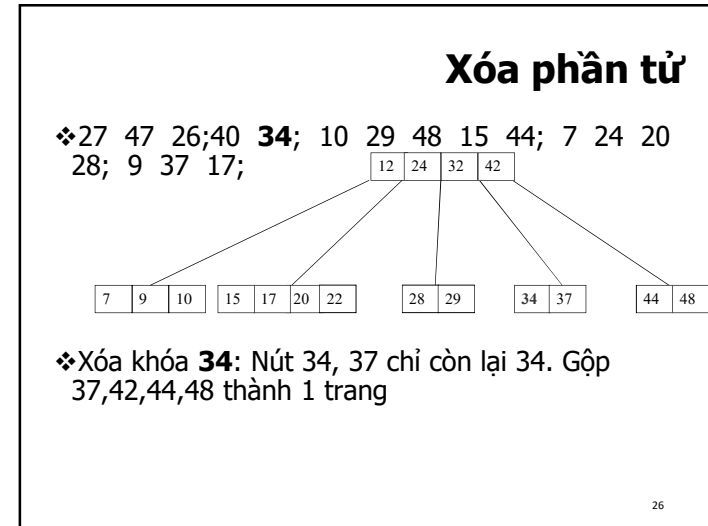 Xóa phần tử
❖27 47 26;40 34; 10 29 48 15 44; 7 24 20
28; 9 37 17;
12 24 32 42
7 9 10 15 17 20 22 28 29 34 37 44 48
❖Xóa khóa 34: Nút 34, 37 chỉ còn lại 34. Gộp
37,42,44,48 thành 1 trang
26